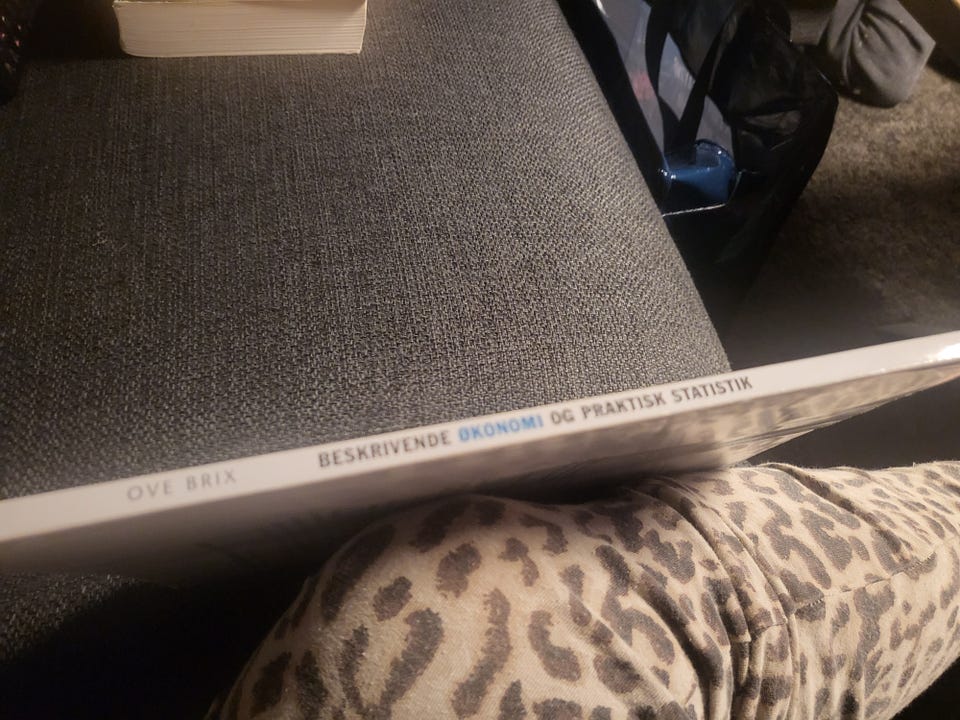 OVE BRIX BESKRIVENDE ØKONOMI OG PRAKTISK STATISTIK